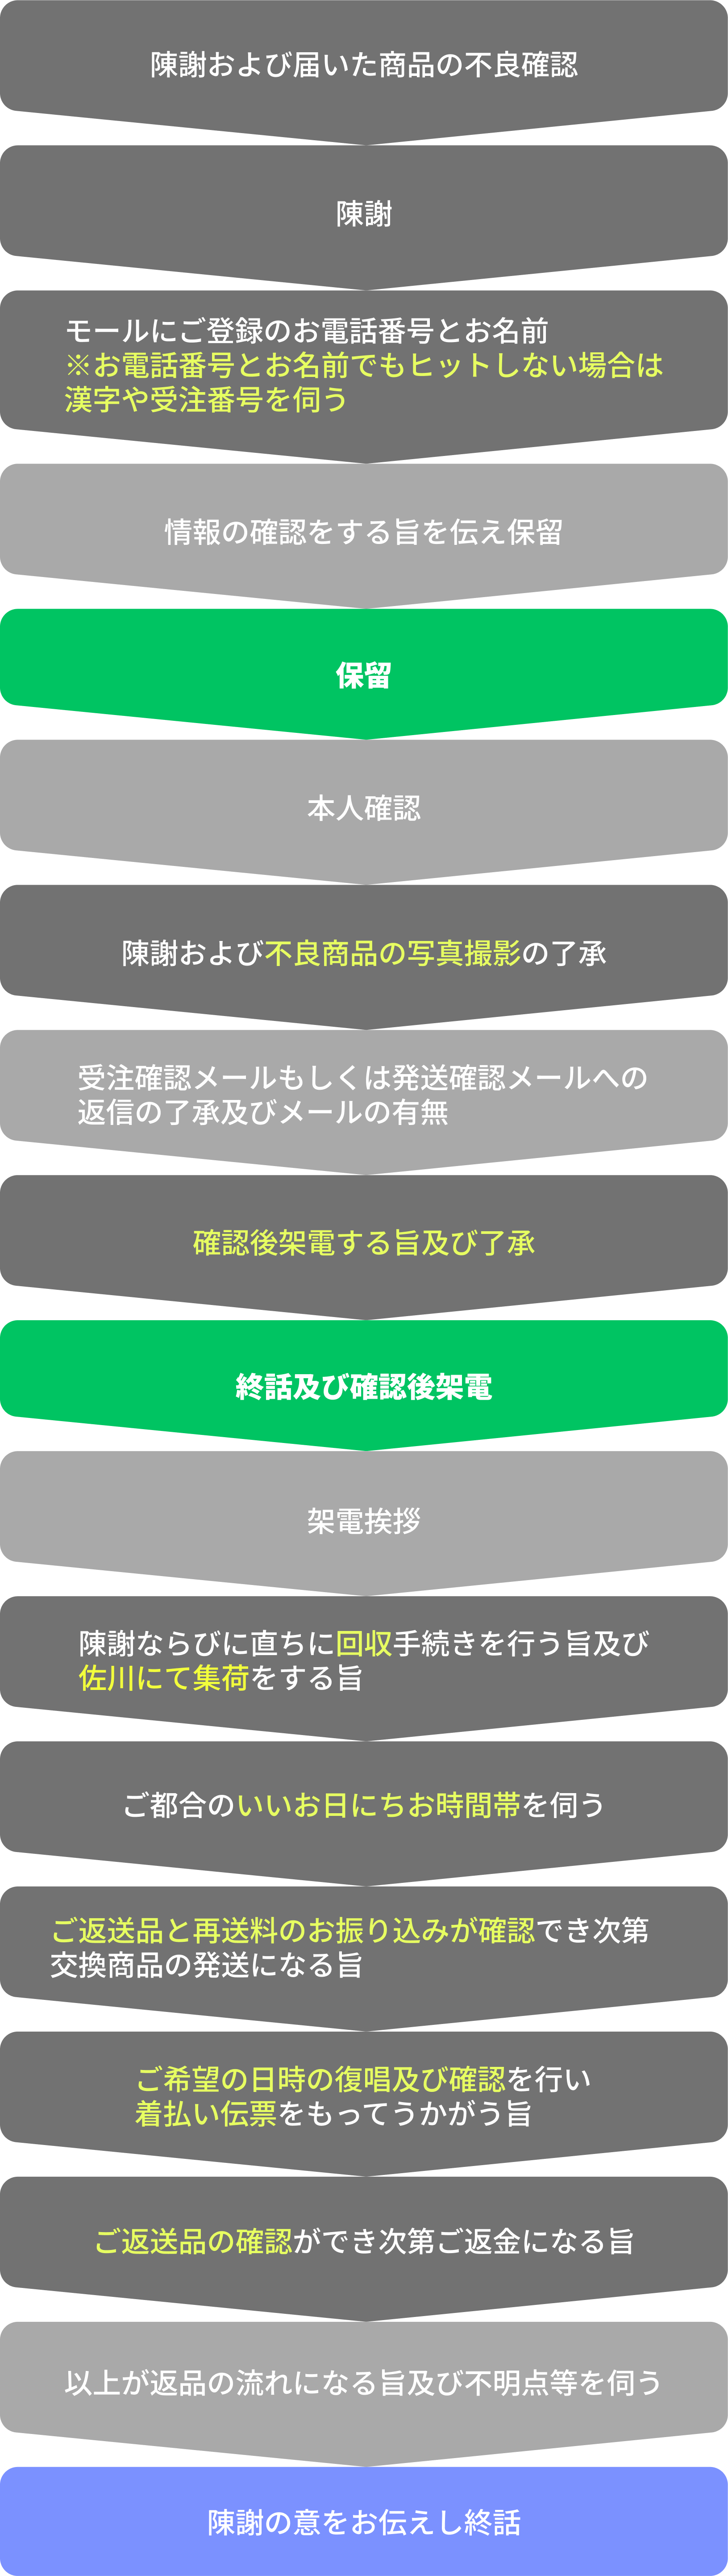 陳謝および届いた商品の不良確認
陳謝
モールにご登録のお電話番号とお名前
※お電話番号とお名前でもヒットしない場合は
漢字や受注番号を伺う
情報の確認をする旨を伝え保留
保留
本人確認
陳謝および不良商品の写真撮影の了承
受注確認メールもしくは発送確認メールへの
返信の了承及びメールの有無
確認後架電する旨及び了承
終話及び確認後架電
架電挨拶
陳謝ならびに直ちに回収手続きを行う旨及び
佐川にて集荷をする旨
ご都合のいいお日にちお時間帯を伺う
ご返送品と再送料のお振り込みが確認でき次第
交換商品の発送になる旨
ご希望の日時の復唱及び確認を行い
着払い伝票をもってうかがう旨
ご返送品の確認ができ次第ご返金になる旨
以上が返品の流れになる旨及び不明点等を伺う
陳謝の意をお伝えし終話